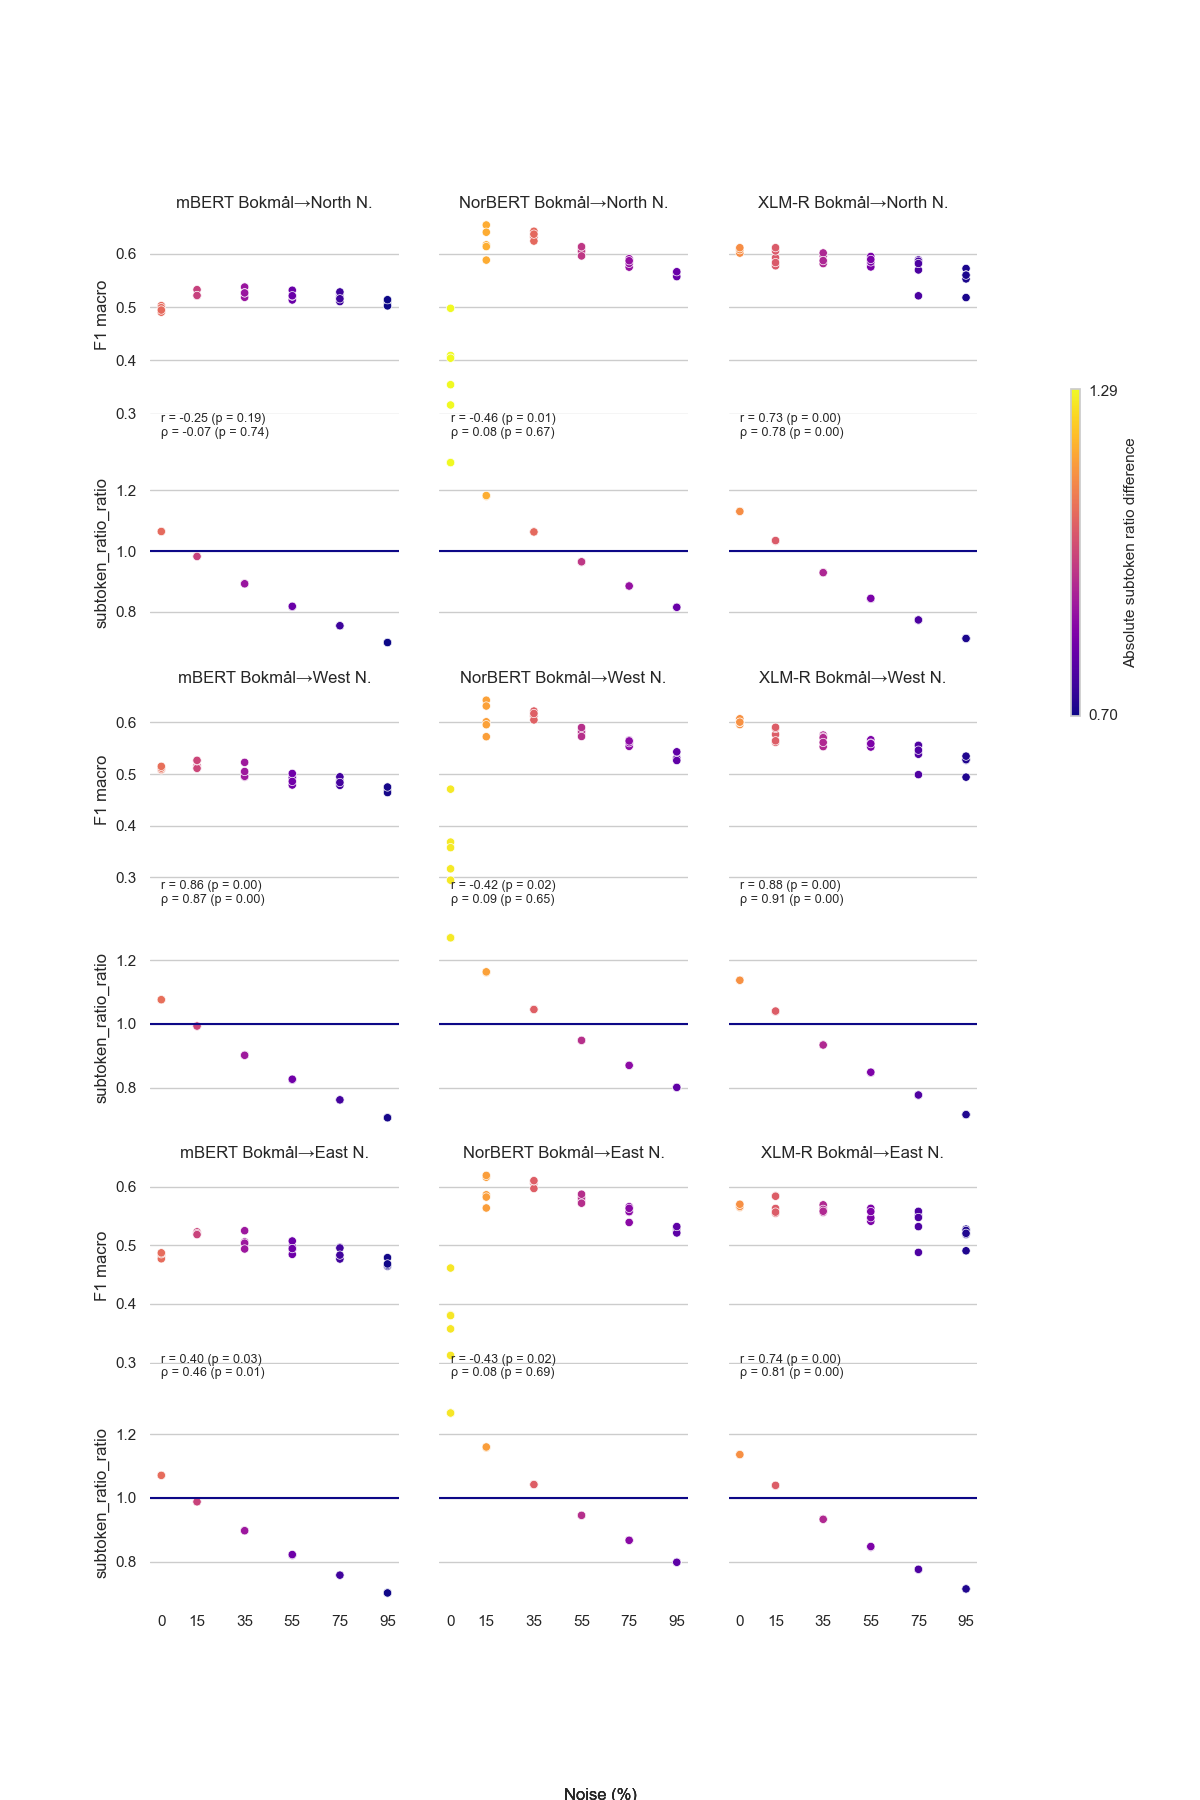 mBERT Bokmål→North N.
NorBERT Bokmål→North N.
XLM-R Bokmål→North N.
F1 macro
0.6
0.5
0.4
0.3
r = -0.25 (p = 0.19)
ρ = -0.07 (p = 0.74)
r = -0.46 (p = 0.01)
ρ = 0.08 (p = 0.67)
r = 0.73 (p = 0.00)
ρ = 0.78 (p = 0.00)
subtoken_ratio_ratio
1.2
1.0
0.8
mBERT Bokmål→West N.
NorBERT Bokmål→West N.
XLM-R Bokmål→West N.
F1 macro
0.6
0.5
0.4
0.3
r = 0.86 (p = 0.00)
ρ = 0.87 (p = 0.00)
r = -0.42 (p = 0.02)
ρ = 0.09 (p = 0.65)
r = 0.88 (p = 0.00)
ρ = 0.91 (p = 0.00)
subtoken_ratio_ratio
1.2
1.0
0.8
mBERT Bokmål→East N.
NorBERT Bokmål→East N.
XLM-R Bokmål→East N.
F1 macro
0.6
0.5
0.4
0.3
r = 0.40 (p = 0.03)
ρ = 0.46 (p = 0.01)
r = -0.43 (p = 0.02)
ρ = 0.08 (p = 0.69)
r = 0.74 (p = 0.00)
ρ = 0.81 (p = 0.00)
subtoken_ratio_ratio
1.2
1.0
0.8
0 15 35 55 75 95
0 15 35 55 75 95
0 15 35 55 75 95
Noise (%)
1.29
0.70
Absolute subtoken ratio difference